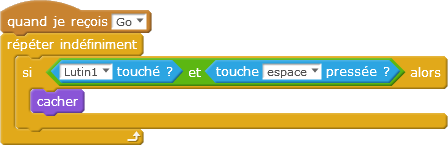 quand je reçois Go
répéter indéfiniment
si Lutin1 touché ? et touche espace pressée ? alors
cacher